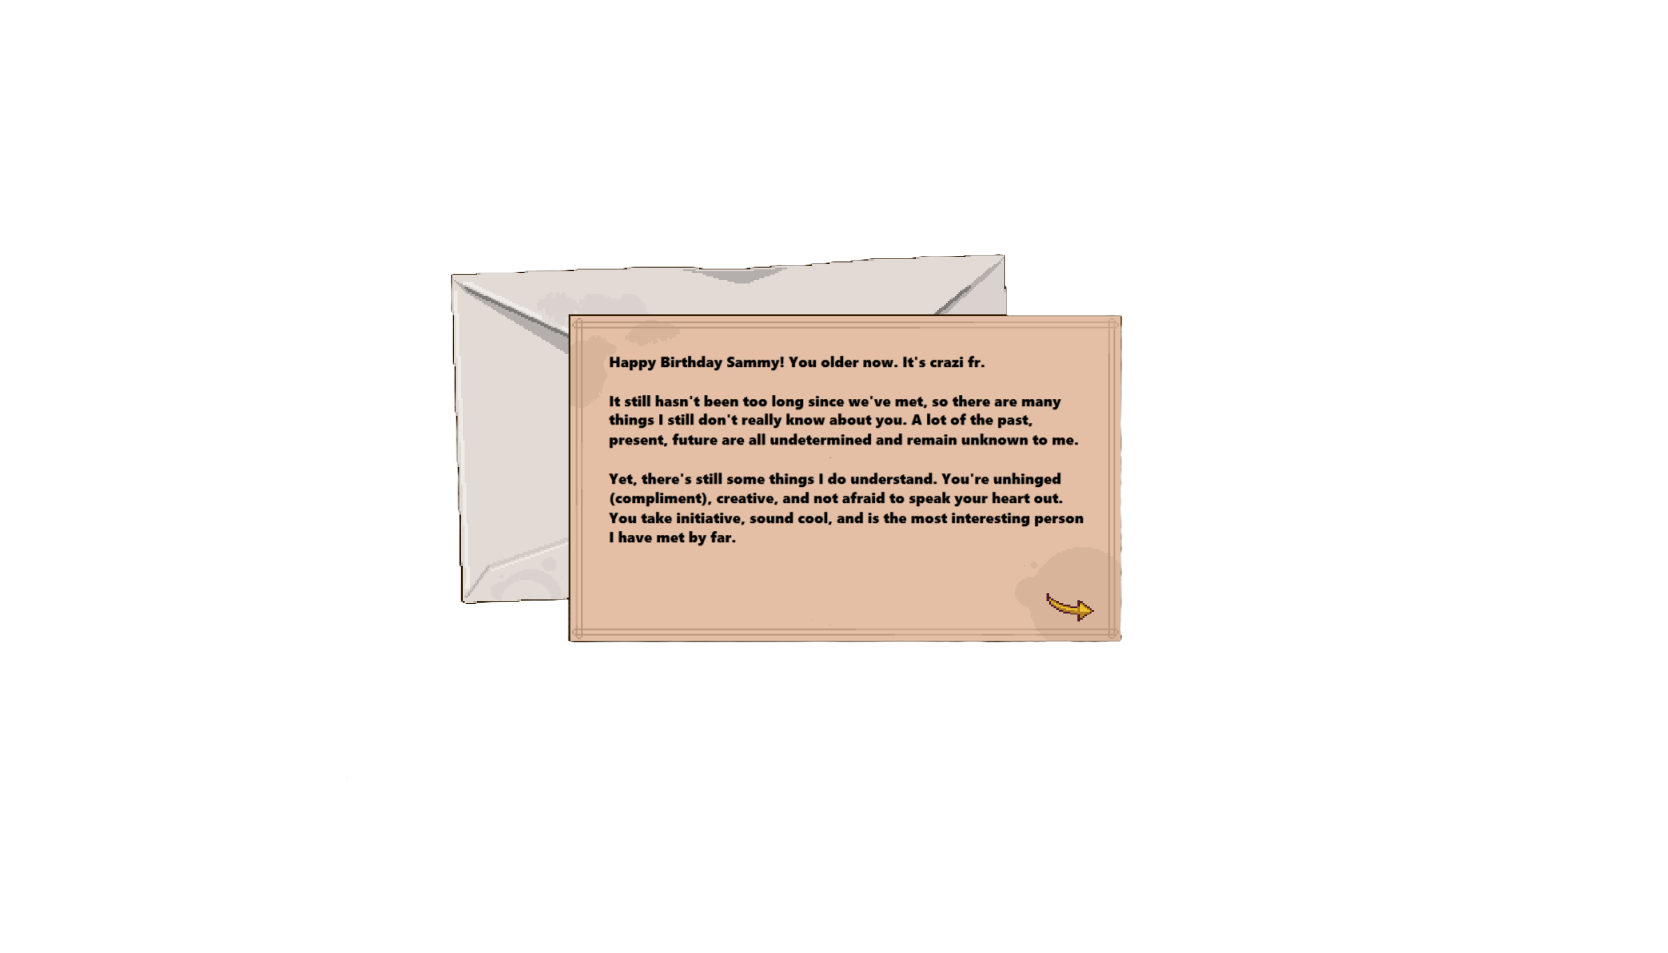 Happy Birthday Sammy! You older now. It's crazi fr.
It still hasn't been too long since we've met, so there are many
things I still don't really know about you. A lot of the past,
present, future are all undetermined and remain unknown to me.
Yet, there's still some things I do understand. You're unhinged
(compliment), creative, and not afraid to speak your heart out.
You take initiative, sound cool, and is the most interesting person
I have met by far.